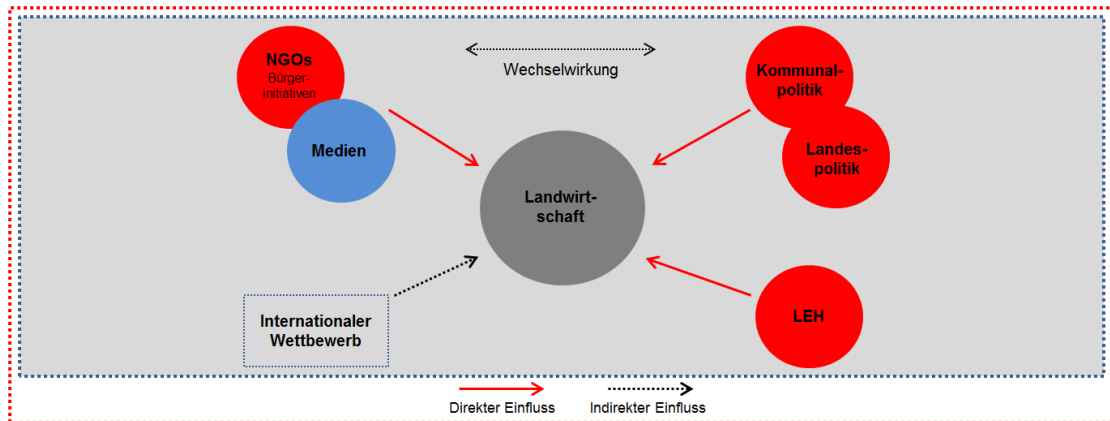 NGOs
Bürger-
initiativen
Medien
Wechselwirkung
Kommunal-
politik
Landes-
politik
Landwirt-
schaft
Internationaler
Wettbewerb
LEH
Direkter Einfluss
Indirekter Einfluss